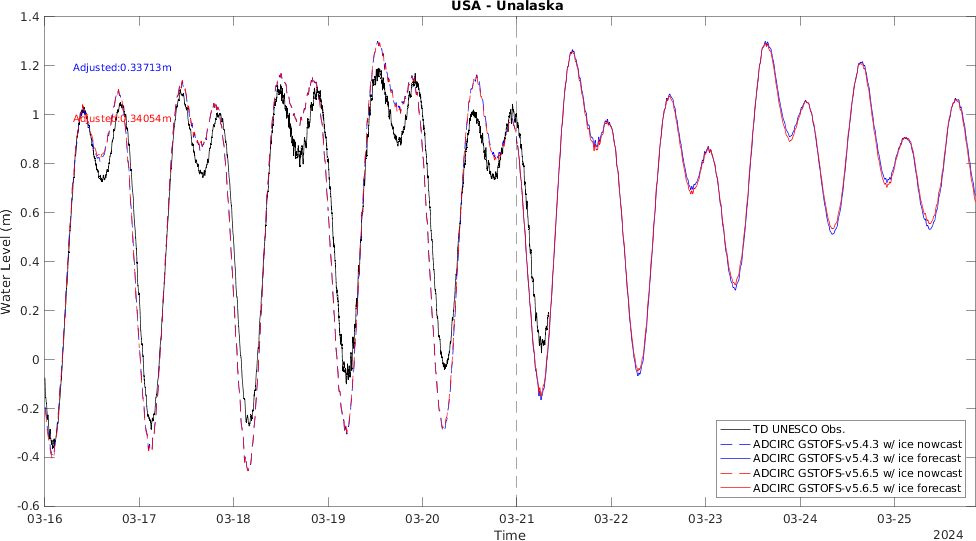 USA - Unalaska
1.4
1.2
1
0.8
0.6
0.4
0.2
0
-0.2
-0.4
-0.6
Water Level (m)
Adjusted:0.33713m
Adjusted:0.34054m
TD UNESCO Obs.
ADCIRC GSTOFS-v5.4.3 w/ ice nowcast
ADCIRC GSTOFS-v5.4.3 w/ ice forecast
ADCIRC GSTOFS-v5.6.5 w/ ice nowcast
ADCIRC GSTOFS-v5.6.5 w/ ice forecast
03-16 03-17 03-18 03-19 03-20 03-21 03-22 03-23 03-24 03-25
Time
2024